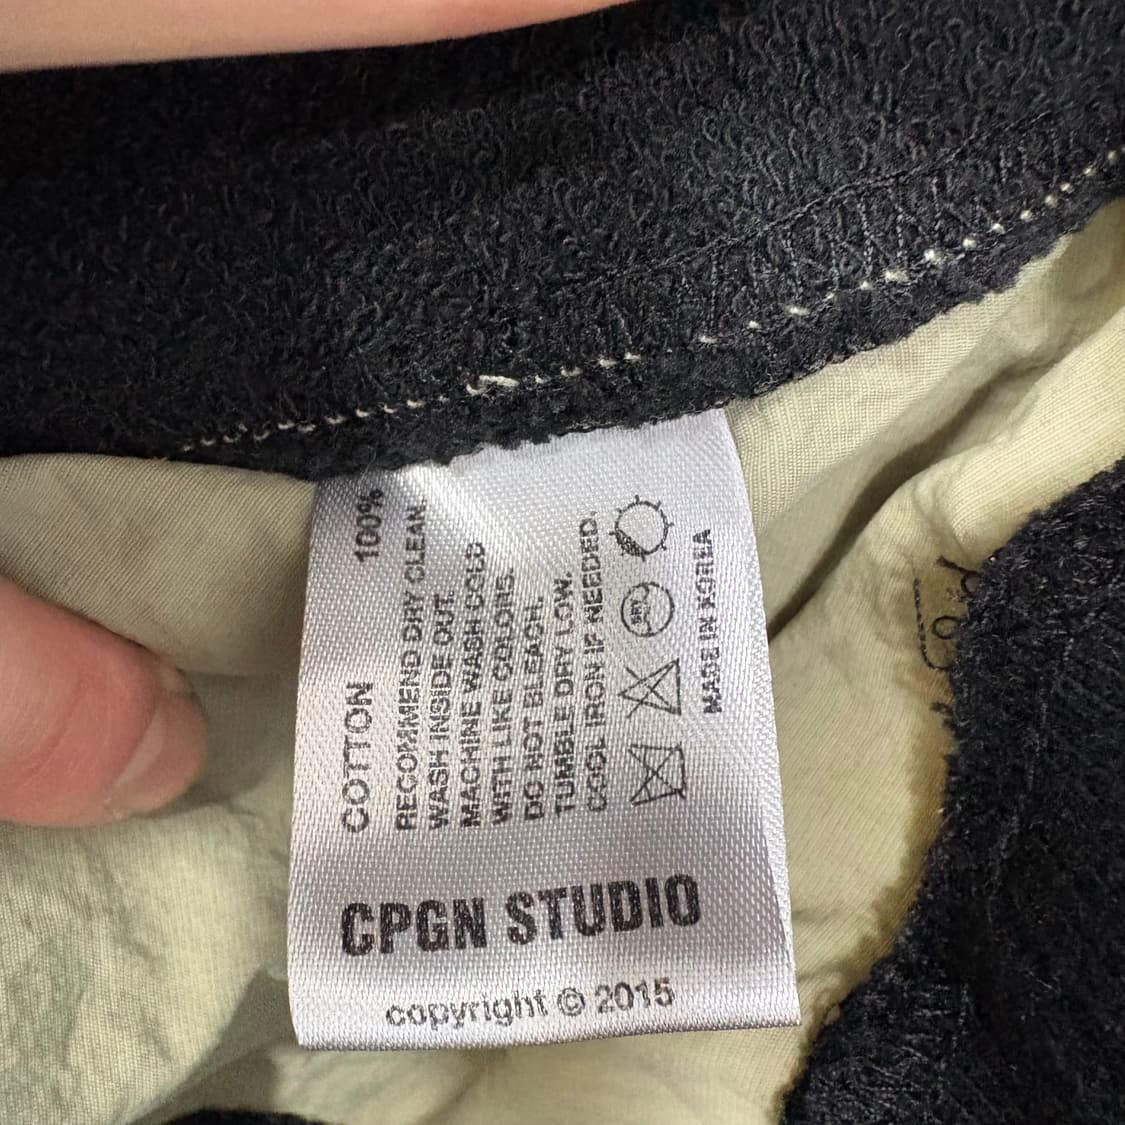 COTTON 100%
RECOMMEND DRY CLEAN.
WASH INSIDE OUT.
MACHINE WASH COLD
WITH LIKE COLORS.
DO NOT BLEACH.
TUMBLE DRY LOW.
COOL IRON IF NEEDED.
DRY
MADE IN KOREA
CPGN STUDIO
copyright © 2015